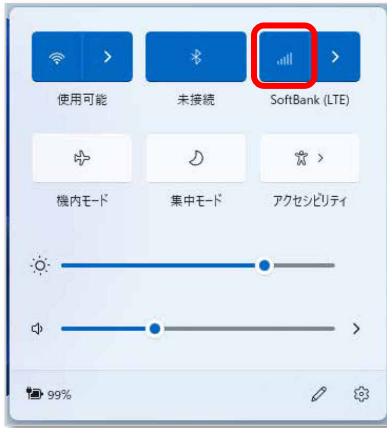 使用可能
未接続
SoftBank (LTE)
機内モード
集中モード
アクセシビリティ
99%